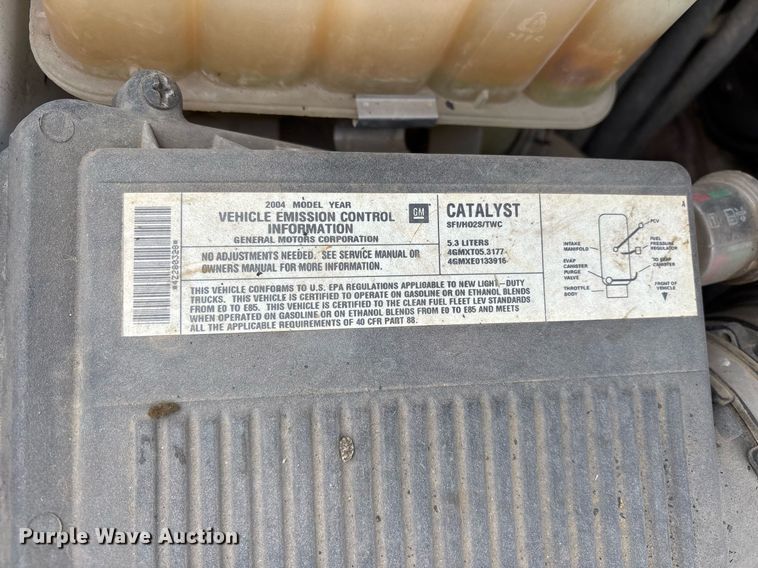 *42280328*
2004 MODEL YEAR
VEHICLE EMISSION CONTROL
INFORMATION
GENERAL MOTORS CORPORATION
GM
NO ADJUSTMENTS NEEDED. SEE SERVICE MANUAL OR
OWNERS MANUAL FOR MORE INFORMATION.
CATALYST
SFI/HO2S/TWC
5.3 LITERS
4GMXT05.3177
4GMXE0133916
THIS VEHICLE CONFORMS TO U.S. EPA REGULATIONS APPLICABLE TO NEW LIGHT-DUTY
TRUCKS. THIS VEHICLE IS CERTIFIED TO OPERATE ON GASOLINE OR ON ETHANOL BLENDS
FROM E0 TO E85. THIS VEHICLE IS CERTIFIED TO THE CLEAN FUEL FLEET LEV STANDARDS
WHEN OPERATED ON GASOLINE OR ON ETHANOL BLENDS FROM E0 TO E85 AND MEETS
ALL THE APPLICABLE REQUIREMENTS OF 40 CFR PART 88.
A
PCV
INTAKE
MANIFOLD
FUEL
PRESSURE
REGULATOR
EVAP
CANISTER
PURGE
VALVE
THROTTLE
BODY
FRONT OF
VEHICLE
Purple Wave Auction